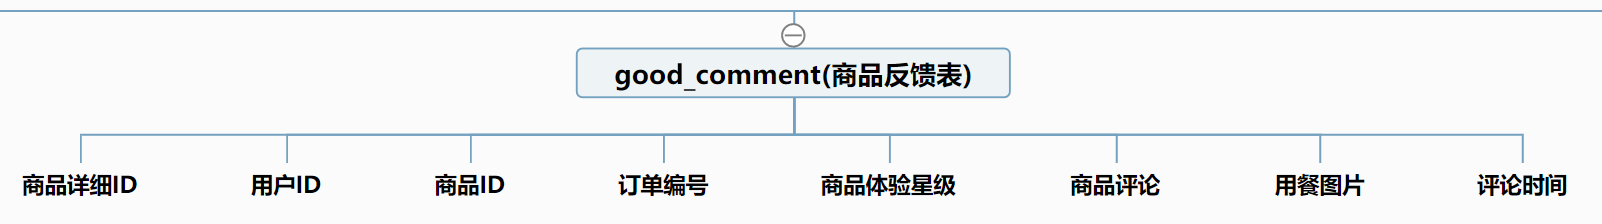 good_comment(商品反馈表)
商品详细ID 用户ID 商品ID 订单编号 商品体验星级 商品评论 用餐图片 评论时间